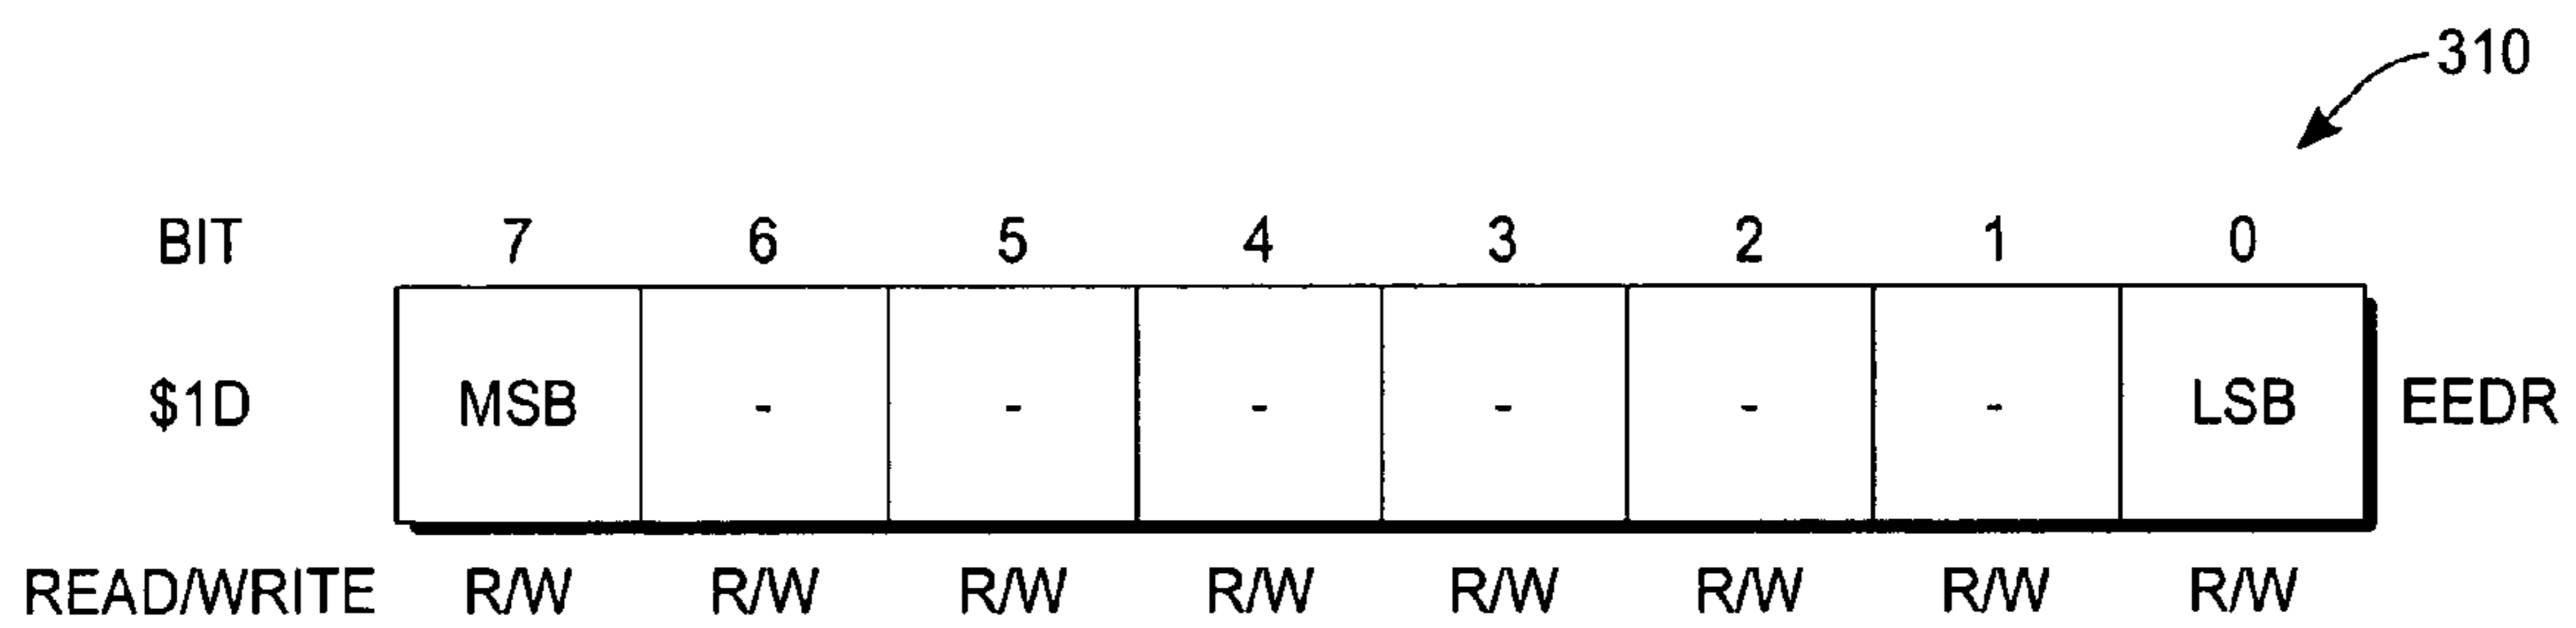 310
BIT 7 6 5 4 3 2 1 0
$1D MSB - - - - - - LSB EEDR
READ/WRITE R/W R/W R/W R/W R/W R/W R/W R/W